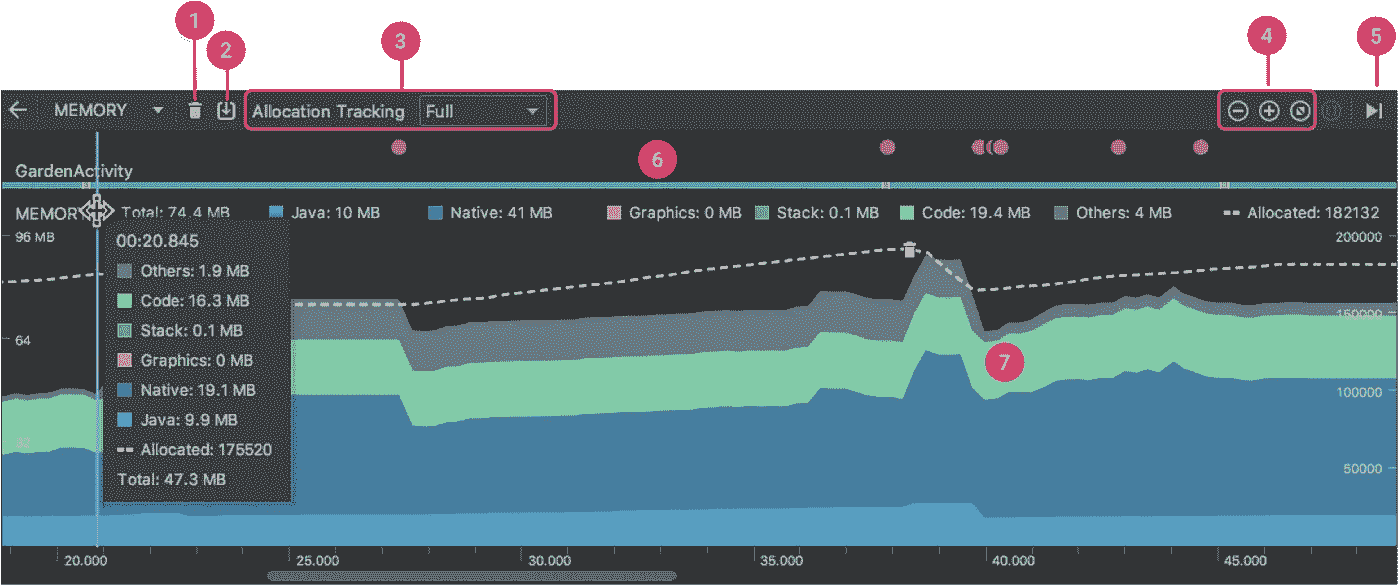 1
2
3
4
5
MEMORY
Allocation Tracking Full
6
GardenActivity
MEMORY Total: 74.4 MB Java: 10 MB Native: 41 MB Graphics: 0 MB Stack: 0.1 MB Code: 19.4 MB Others: 4 MB Allocated: 182132
96 MB
200000
00:20.845
Others: 1.9 MB
Code: 16.3 MB
Stack: 0.1 MB
150000
64
Graphics: 0 MB
7
Native: 19.1 MB
100000
Java: 9.9 MB
32
Allocated: 175520
50000
Total: 47.3 MB
20.000 25.000 30.000 35.000 40.000 45.000